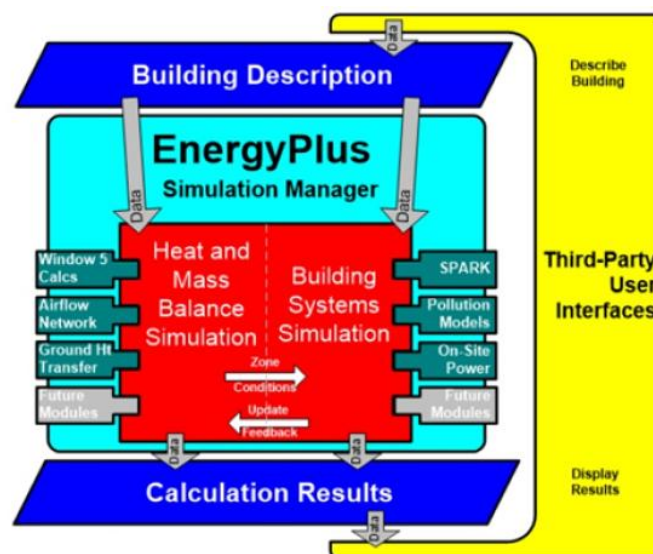 Data
Building Description
Describe
Building
EnergyPlus
Simulation Manager
Data
Data
Heat and
Mass
Balance
Simulation
Building
Systems
Simulation
Window 5
Calcs
Airflow
Network
Ground Ht
Transfer
Future
Modules
SPARK
Pollution
Models
On-Site
Power
Future
Modules
Zone
Conditions
Update
Feedback
Third-Party
User
Interfaces
Data
Data
Calculation Results
Display
Results
Data